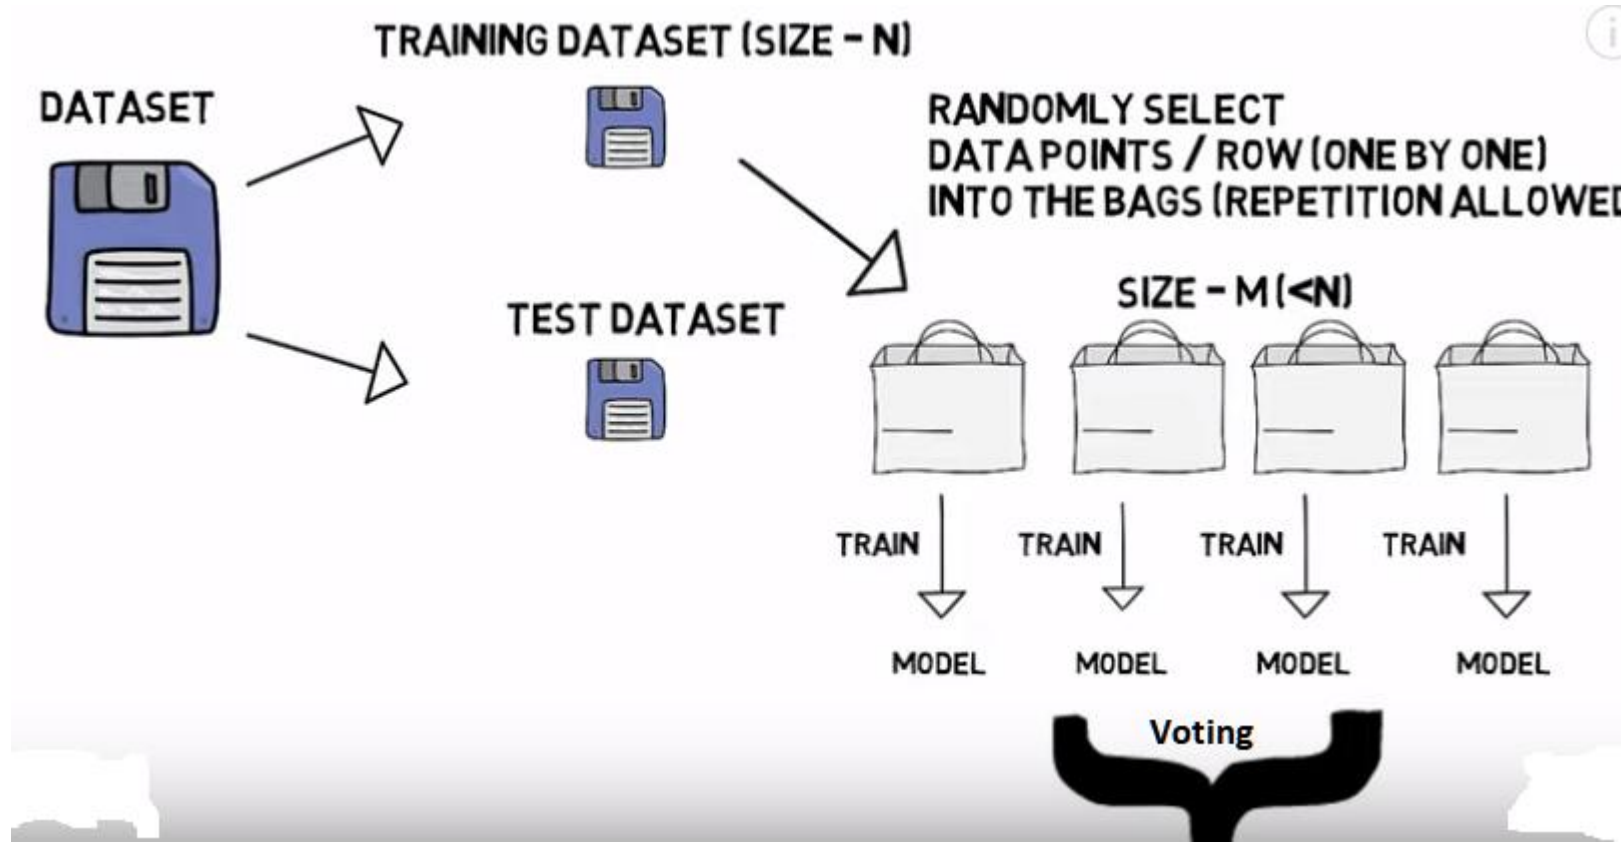 TRAINING DATASET (SIZE - N)
DATASET
RANDOMLY SELECT
DATA POINTS / ROW (ONE BY ONE)
INTO THE BAGS (REPETITION ALLOWED
SIZE - M (<N)
TEST DATASET
TRAIN TRAIN TRAIN TRAIN
MODEL MODEL MODEL MODEL
Voting